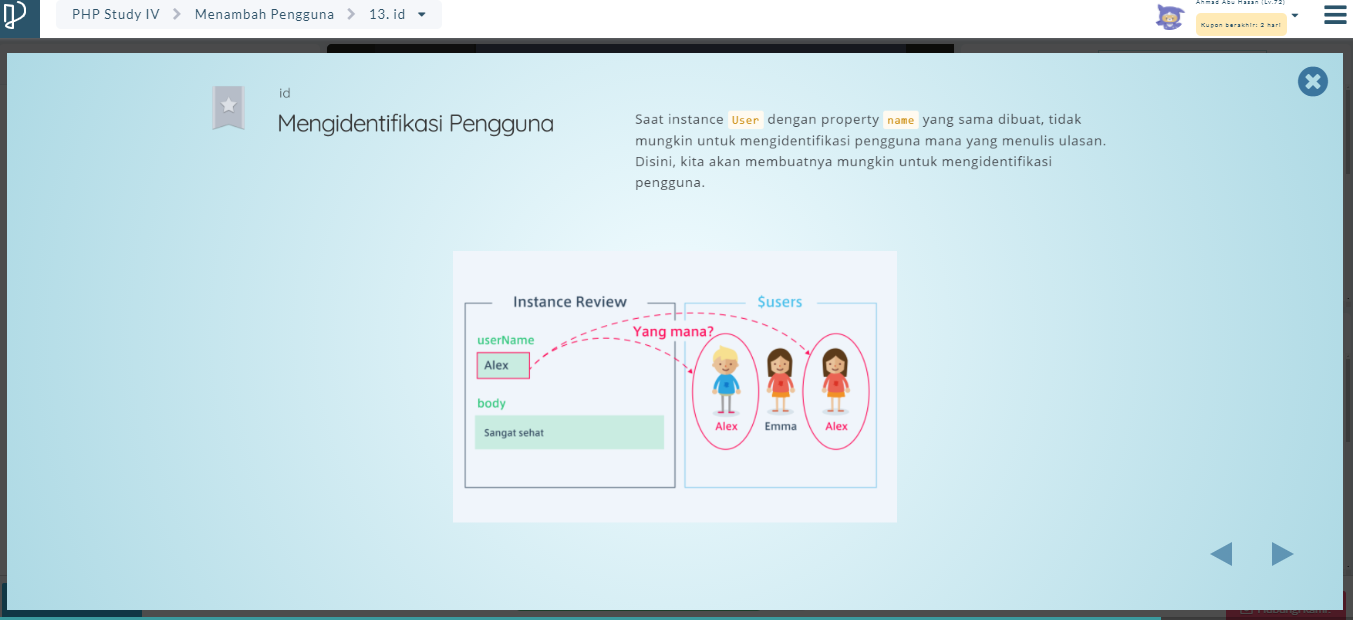 PHP Study IV
Menambah Pengguna
13. id
Ahmad Abu Hasan (Lv.72)
Kupon berakhir: 2 hari
id
Mengidentifikasi Pengguna
Saat instance User dengan property name yang sama dibuat, tidak
mungkin untuk mengidentifikasi pengguna mana yang menulis ulasan.
Disini, kita akan membuatnya mungkin untuk mengidentifikasi
pengguna.
Instance Review
$users
Yang mana?
userName
Alex
body
Sangat sehat
Alex
Emma
Alex